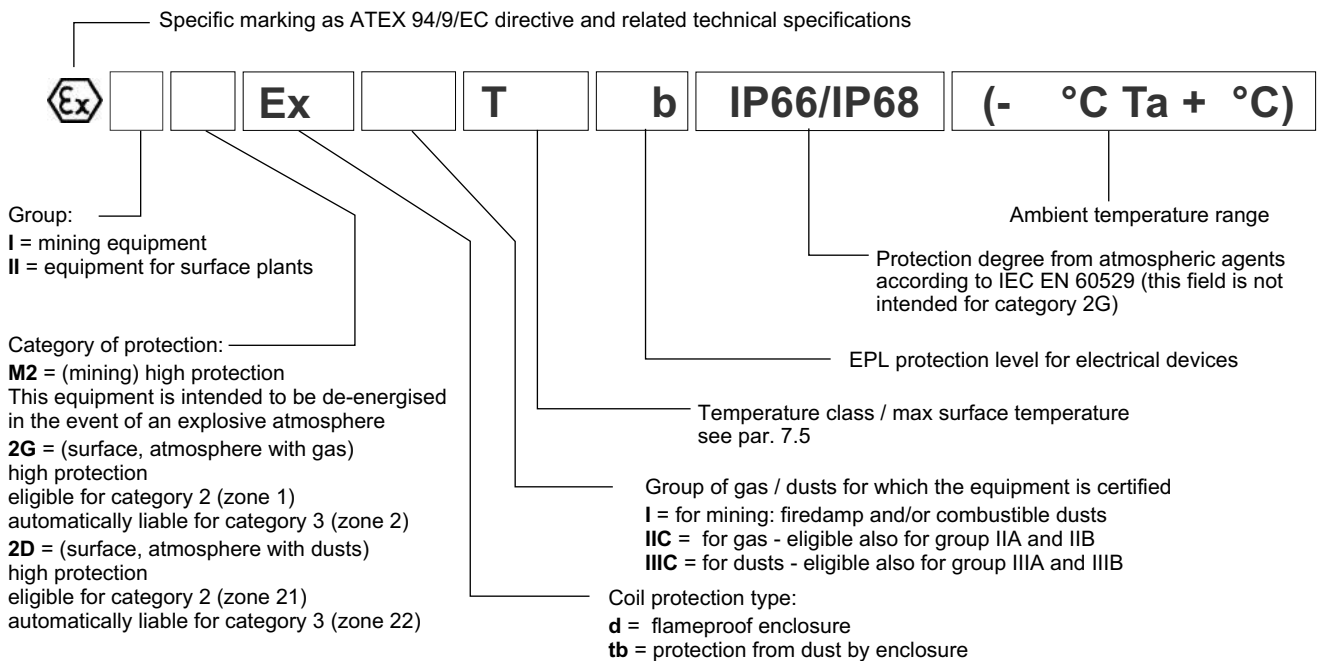 Specific marking as ATEX 94/9/EC directive and related technical specifications
Ex Ex T b IP66/IP68 (- °C Ta + °C)
Group:
I = mining equipment
II = equipment for surface plants
Category of protection:
M2 = (mining) high protection
This equipment is intended to be de-energised
in the event of an explosive atmosphere
2G = (surface, atmosphere with gas)
high protection
eligible for category 2 (zone 1)
automatically liable for category 3 (zone 2)
2D = (surface, atmosphere with dusts)
high protection
eligible for category 2 (zone 21)
automatically liable for category 3 (zone 22)
Ambient temperature range
Protection degree from atmospheric agents
according to IEC EN 60529 (this field is not
intended for category 2G)
EPL protection level for electrical devices
Temperature class / max surface temperature
see par. 7.5
Group of gas / dusts for which the equipment is certified
I = for mining: firedamp and/or combustible dusts
IIC = for gas - eligible also for group IIA and IIB
IIIC = for dusts - eligible also for group IIIA and IIIB
Coil protection type:
d = flameproof enclosure
tb = protection from dust by enclosure